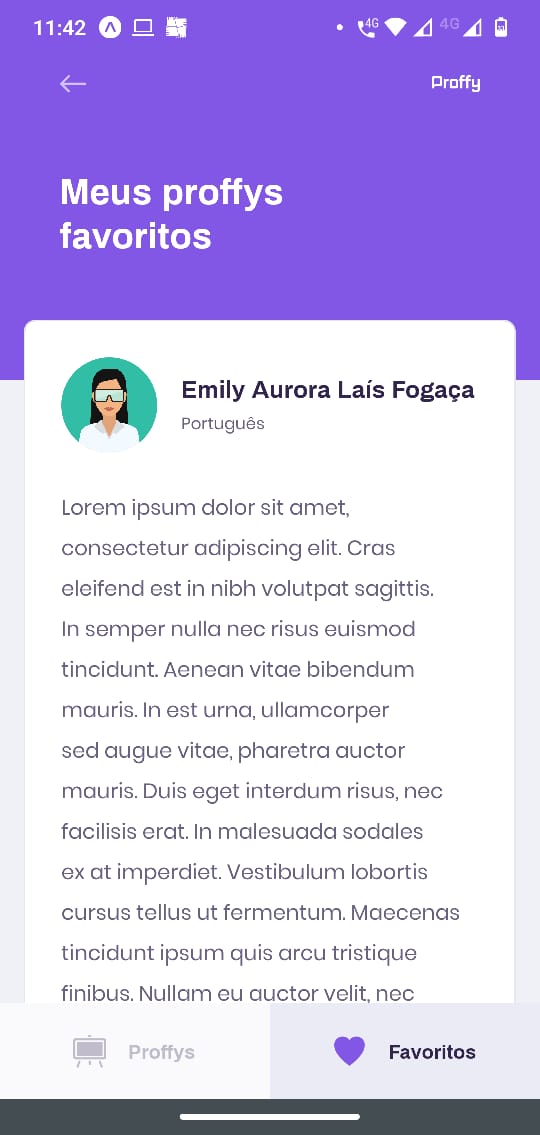 11:42
4G
4G
Proffy
Meus proffys
favoritos
Emily Aurora Laís Fogaça
Português
Lorem ipsum dolor sit amet,
consectetur adipiscing elit. Cras
eleifend est in nibh volutpat sagittis.
In semper nulla nec risus euismod
tincidunt. Aenean vitae bibendum
mauris. In est urna, ullamcorper
sed augue vitae, pharetra auctor
mauris. Duis eget interdum risus, nec
facilisis erat. In malesuada sodales
ex at imperdiet. Vestibulum lobortis
cursus tellus ut fermentum. Maecenas
tincidunt ipsum quis arcu tristique
finibus. Nullam eu auctor velit, nec
Proffys
Favoritos